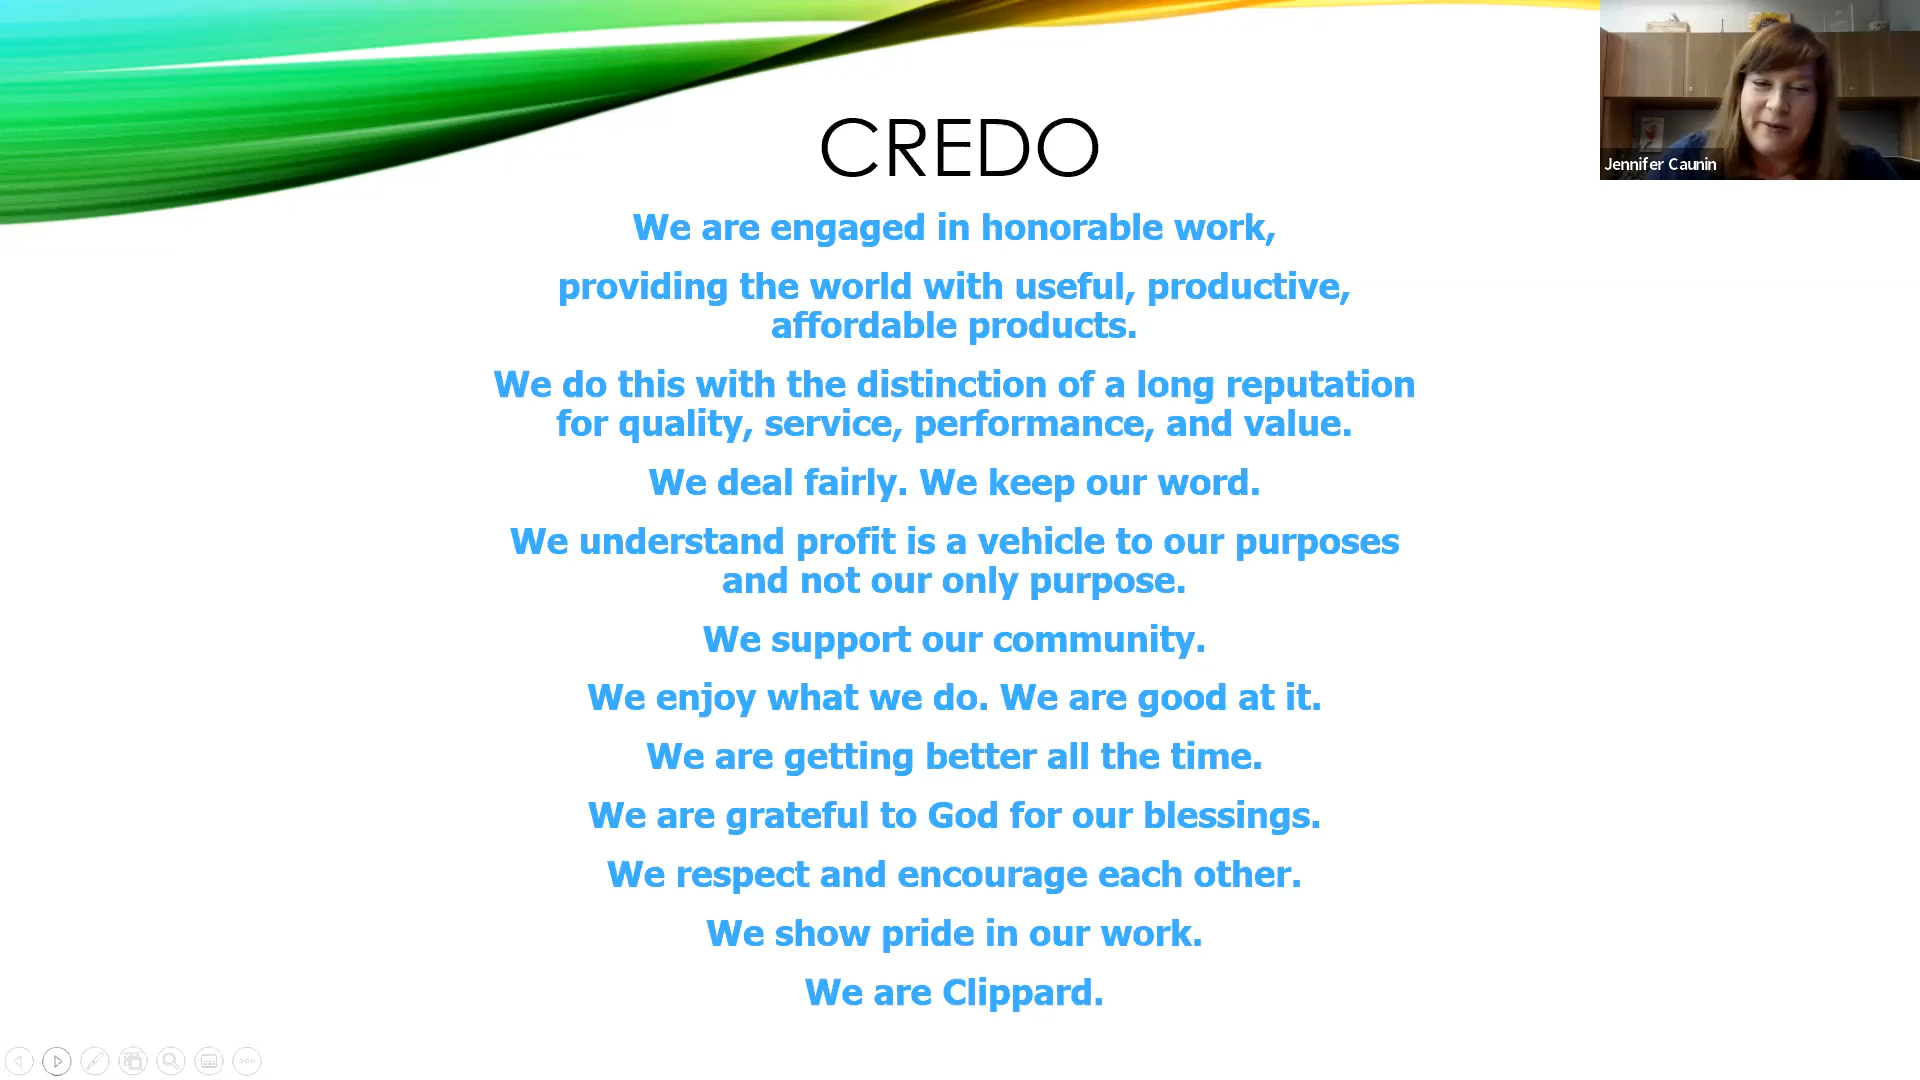 CREDO
Jennifer Caunin
We are engaged in honorable work,
providing the world with useful, productive,
affordable products.
We do this with the distinction of a long reputation
for quality, service, performance, and value.
We deal fairly. We keep our word.
We understand profit is a vehicle to our purposes
and not our only purpose.
We support our community.
We enjoy what we do. We are good at it.
We are getting better all the time.
We are grateful to God for our blessings.
We respect and encourage each other.
We show pride in our work.
We are Clippard.